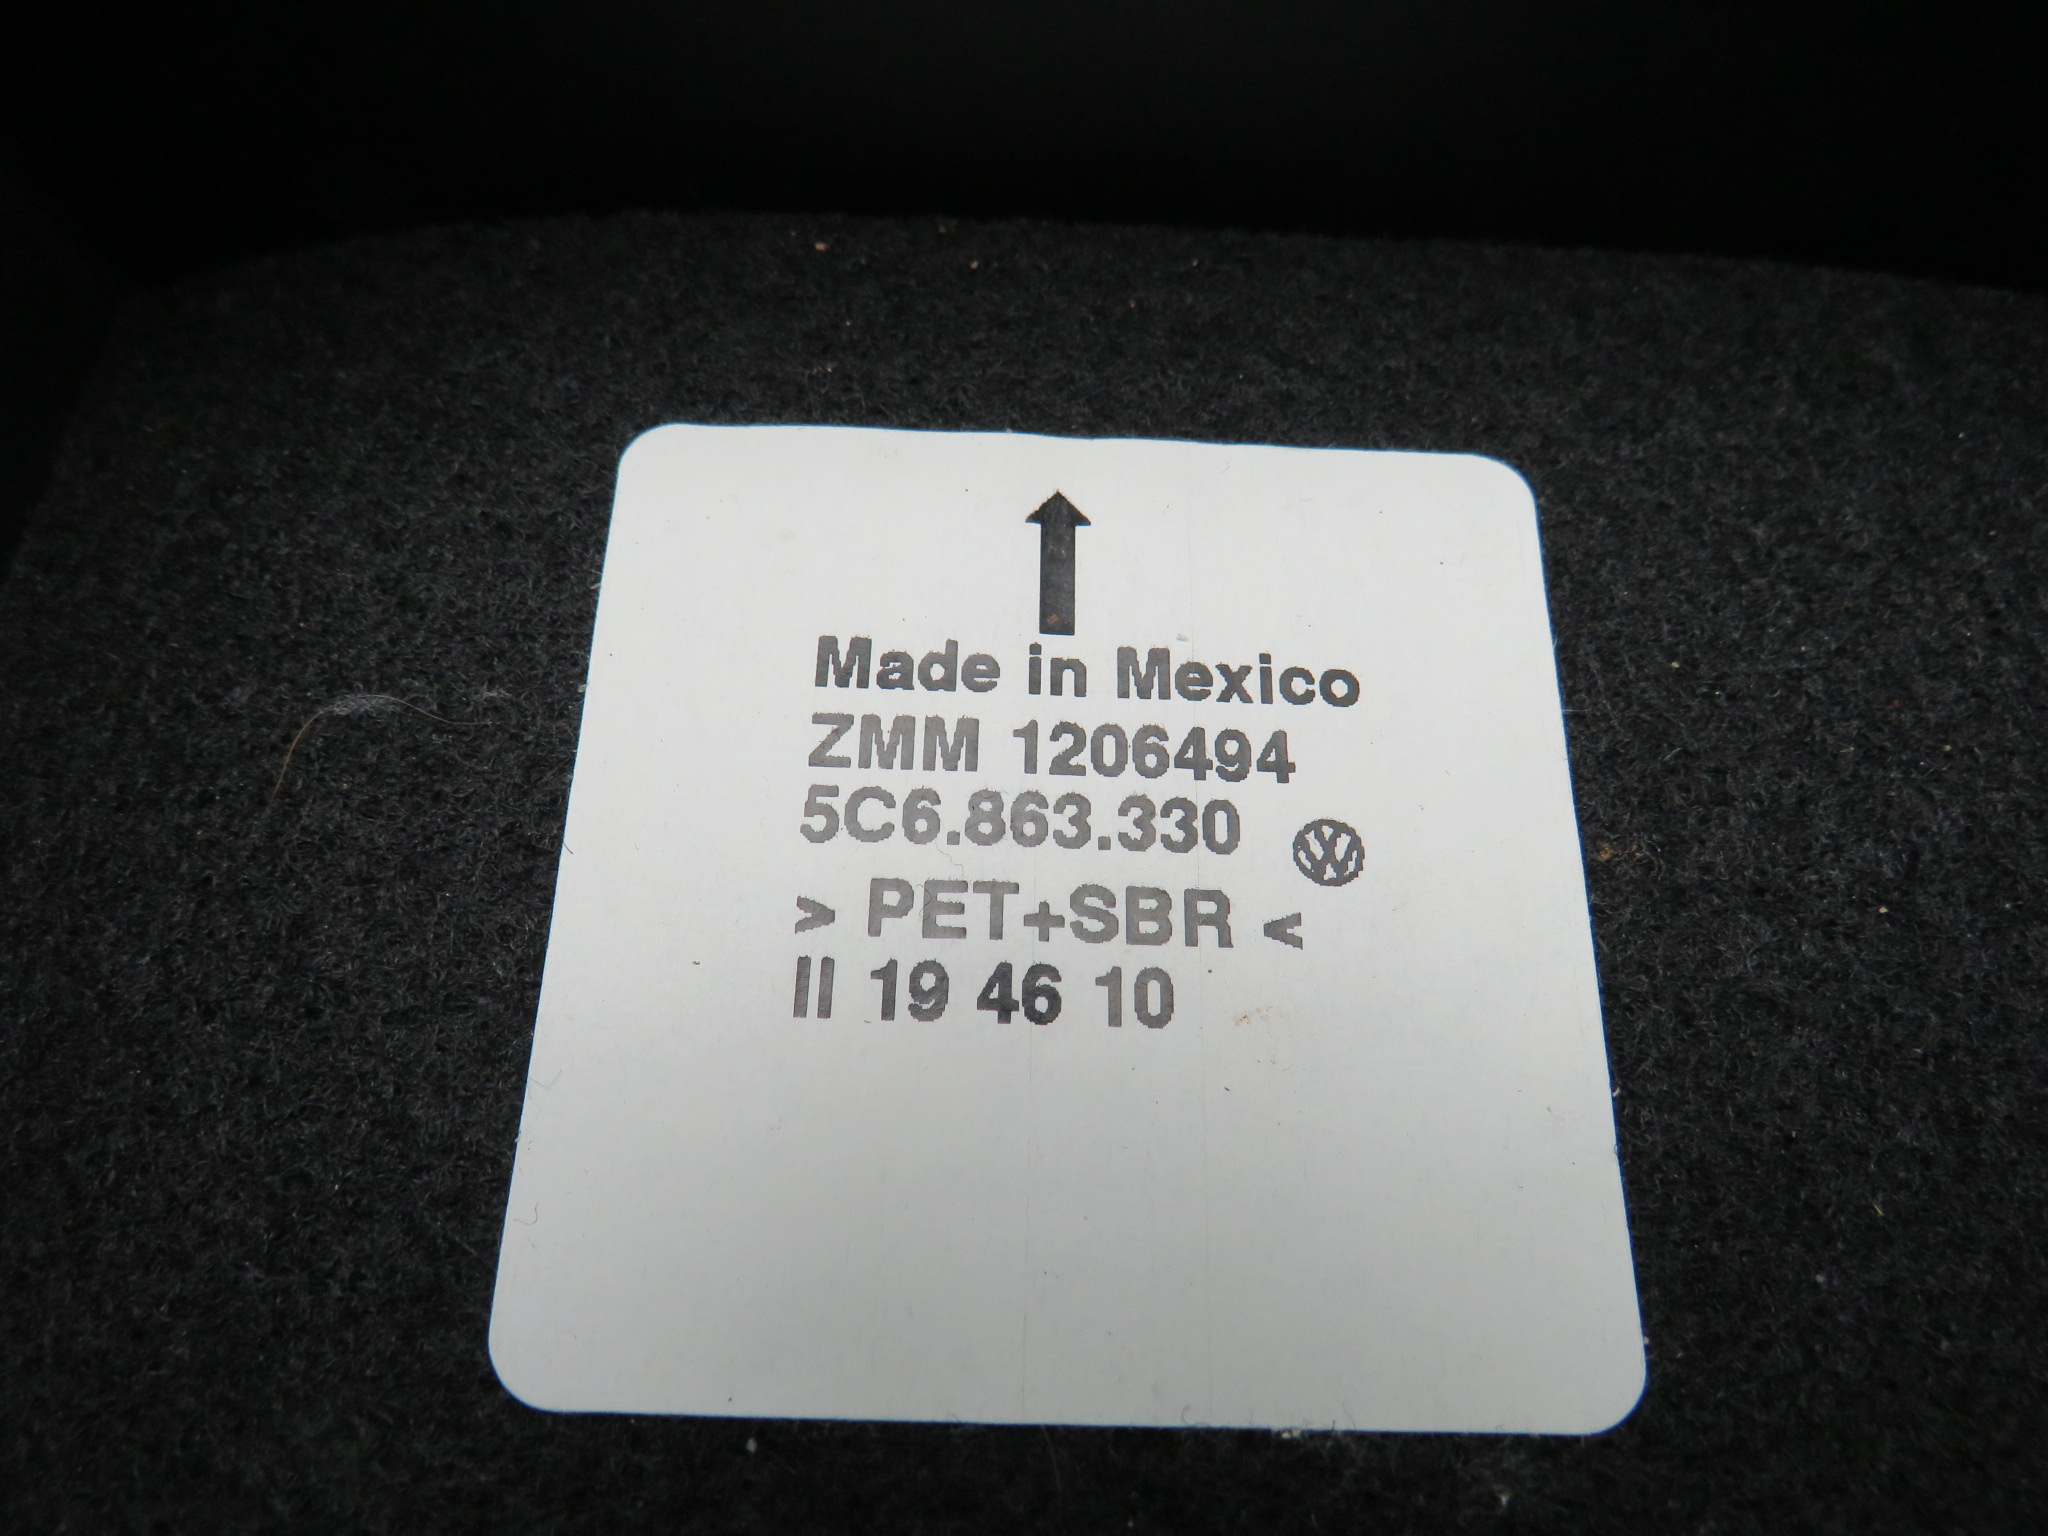 Made in Mexico
ZMM 1206494
5C6.863.330
> PET+SBR <
II 19 46 10